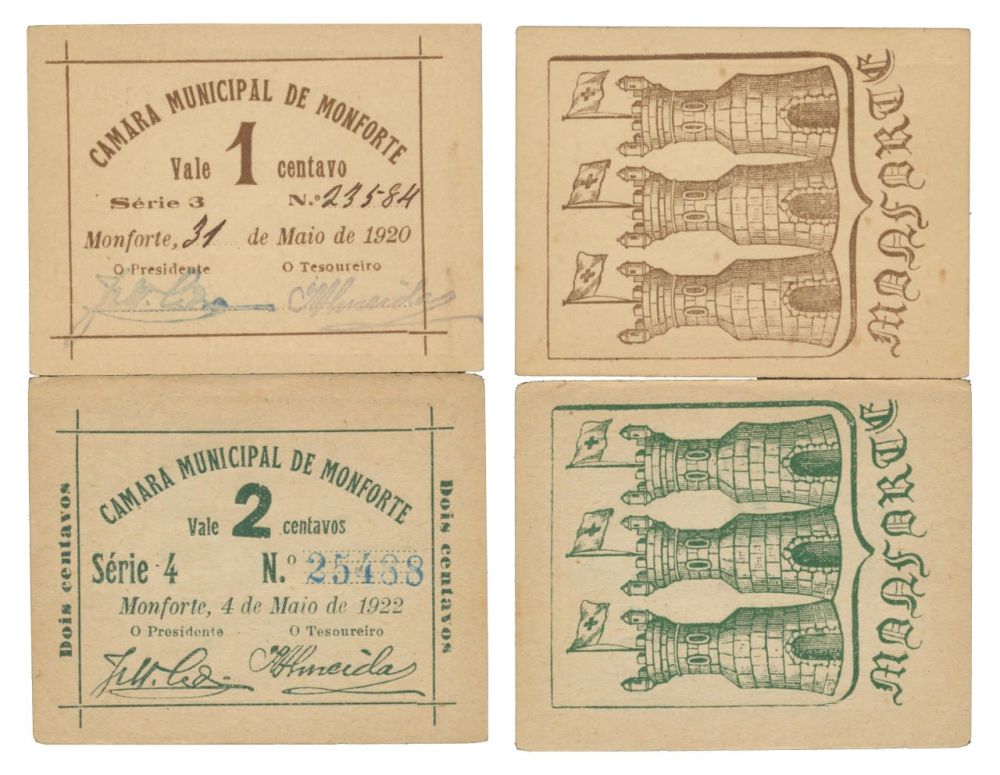 CAMARA MUNICIPAL DE MONFORTE
Vale 1 centavo
Série 3 N.º 23584
Monforte, 31 de Maio de 1920
O Presidente O Tesoureiro
Almeida
MONFORTE
CAMARA MUNICIPAL DE MONFORTE
Vale 2 centavos
Série 4 N.º 25488
Monforte, 4 de Maio de 1922
O Presidente O Tesoureiro
Almeida
Dois centavos
Dois centavos
MONFORTE